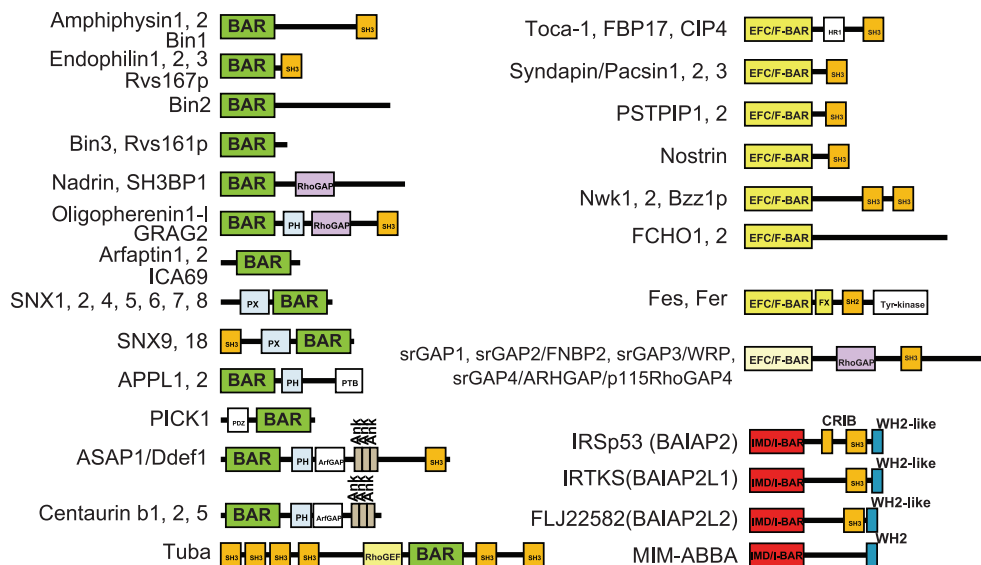 Amphiphysin1, 2
Bin1
BAR SH3
Endophilin1, 2, 3
Rvs167p
BAR SH3
Bin2 BAR
Bin3, Rvs161p BAR
Nadrin, SH3BP1 BAR RhoGAP
Oligopherenin1-l
GRAG2
BAR PH RhoGAP SH3
Arfaptin1, 2
ICA69
BAR
SNX1, 2, 4, 5, 6, 7, 8 PX BAR
SNX9, 18 SH3 PX BAR
APPL1, 2 BAR PH PTB
PICK1 PDZ BAR
Ank Ank Ank
ASAP1/Ddef1 BAR PH ArfGAP SH3
Ank Ank Ank
Centaurin b1, 2, 5 BAR PH ArfGAP
Tuba SH3 SH3 SH3 SH3 RhoGEF BAR SH3 SH3
Toca-1, FBP17, CIP4 EFC/F-BAR HR1 SH3
Syndapin/Pacsin1, 2, 3 EFC/F-BAR SH3
PSTPIP1, 2 EFC/F-BAR SH3
Nostrin EFC/F-BAR SH3
Nwk1, 2, Bzz1p EFC/F-BAR SH3 SH3
FCHO1, 2 EFC/F-BAR
Fes, Fer EFC/F-BAR FX SH2 Tyr-kinase
srGAP1, srGAP2/FNBP2, srGAP3/WRP,
srGAP4/ARHGAP/p115RhoGAP4
EFC/F-BAR RhoGAP SH3
CRIB WH2-like
IRSp53 (BAIAP2) IMD/I-BAR SH3
WH2-like
IRTKS(BAIAP2L1) IMD/I-BAR SH3
WH2-like
FLJ22582(BAIAP2L2) IMD/I-BAR SH3
WH2
MIM-ABBA IMD/I-BAR